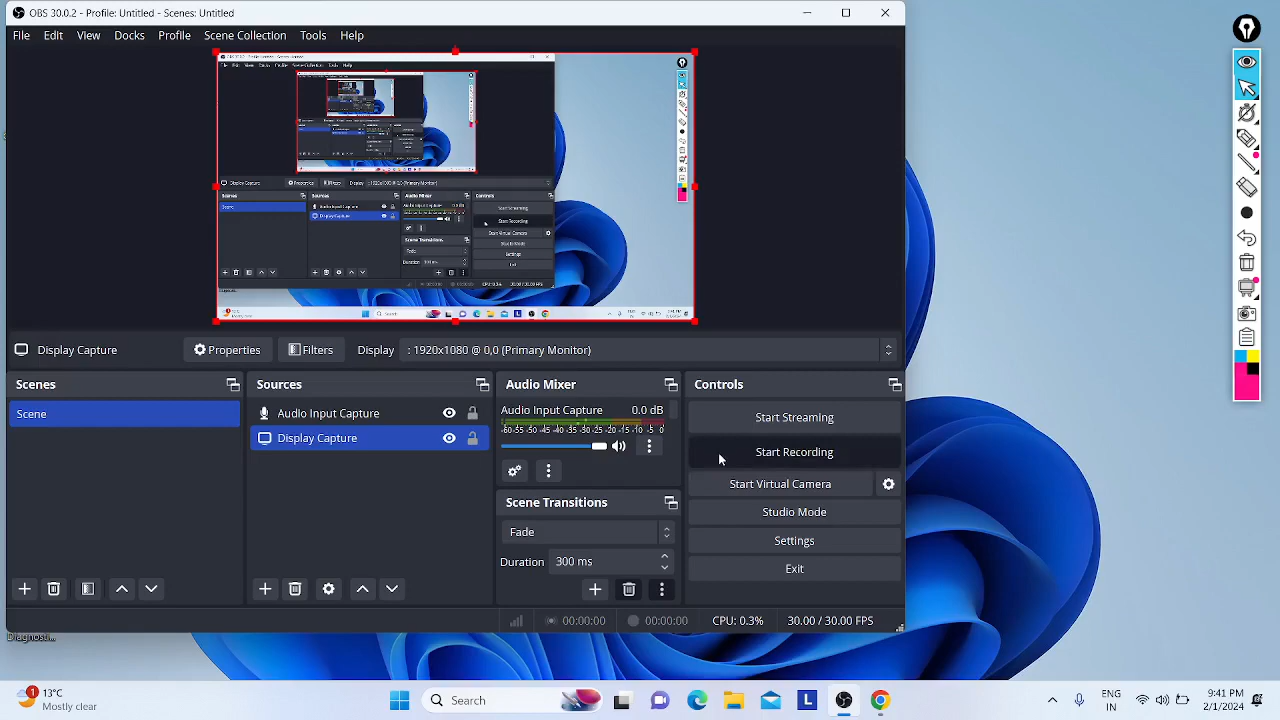 OBS 30.0.2 - Profile: Untitled - Scenes: Untitled
File Edit View Docks Profile Scene Collection Tools Help
Display Capture Properties Filters Display : 1920x1080 @ 0,0 (Primary Monitor)
Scenes
Scene
Sources
Audio Input Capture
Display Capture
Audio Mixer
Audio Input Capture 0.0 dB
-60 -55 -50 -45 -40 -35 -30 -25 -20 -15 -10 -5 0
Scene Transitions
Fade
Duration 300 ms
Controls
Start Streaming
Start Recording
Start Virtual Camera
Studio Mode
Settings
Exit
00:00:00 00:00:00 CPU: 0.3% 30.00 / 30.00 FPS
Diagnosti...
1
13°C
Mostly clear
Search
L
ENG
IN
9:41 PM
2/1/2024